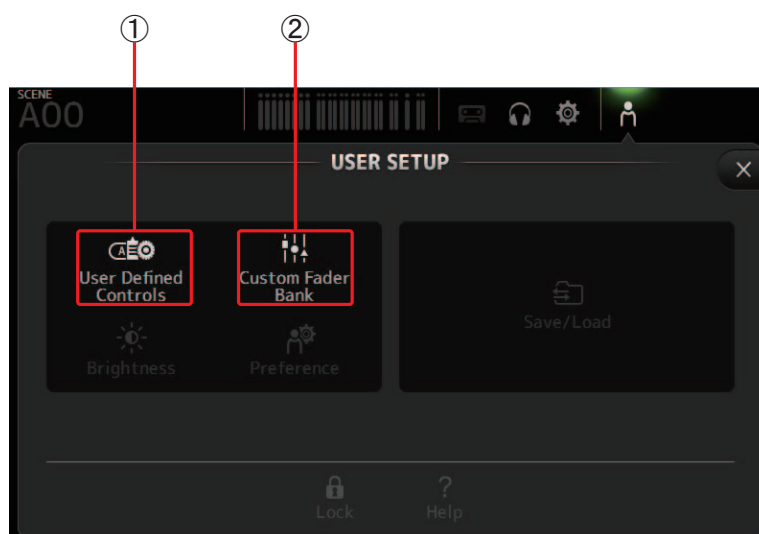 ① ②
SCENE
A00
USER SETUP
User Defined Custom Fader
Controls Bank
Save/Load
Brightness Preference
Lock Help